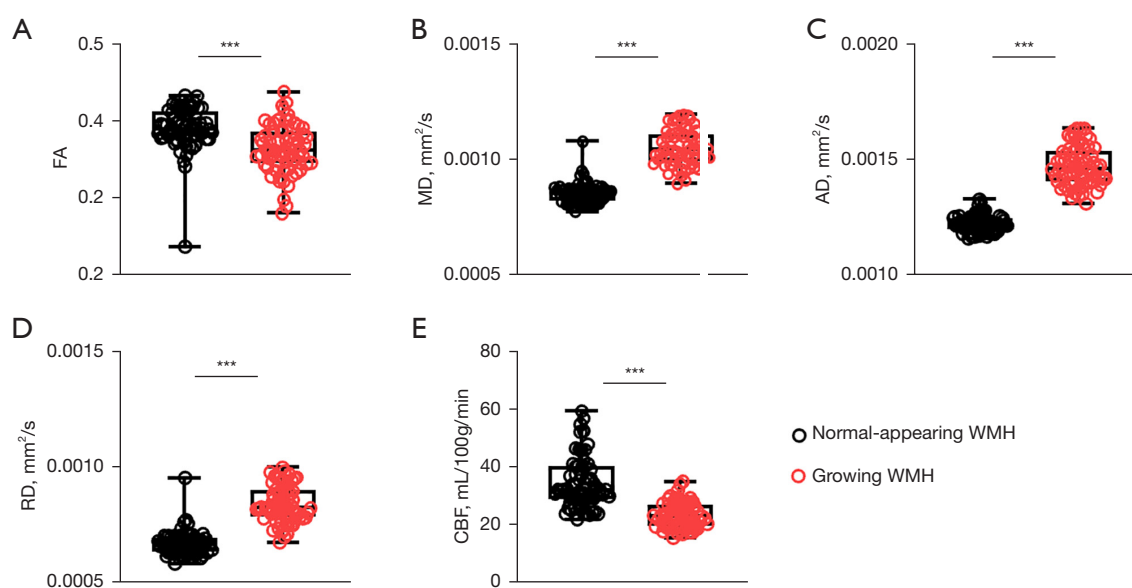 A
0.5
0.4
0.2
0.2
FA
***
B
0.0015
0.0010
0.0005
MD, mm²/s
***
C
0.0020
0.0015
0.0010
AD, mm²/s
***
D
0.0015
0.0010
0.0005
RD, mm²/s
***
E
80
60
40
20
0
CBF, mL/100g/min
***
Normal-appearing WMH
Growing WMH